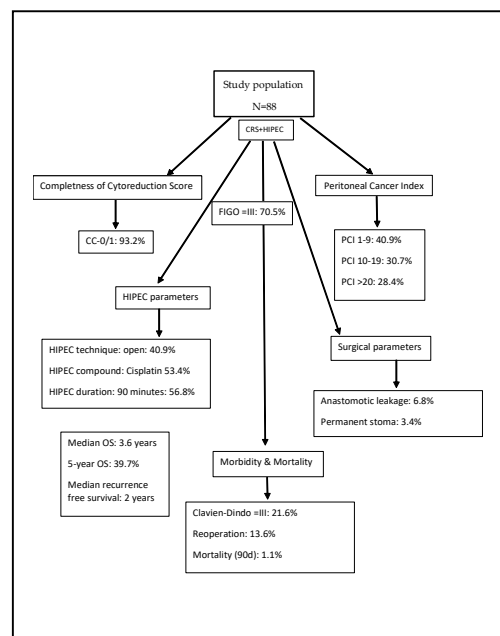 Study population
N=88
CRS+HIPEC
Completness of Cytoreduction Score
Peritoneal Cancer Index
FIGO =III: 70.5%
CC-0/1: 93.2%
PCI 1-9: 40.9%
PCI 10-19: 30.7%
PCI >20: 28.4%
HIPEC parameters
Surgical parameters
HIPEC technique: open: 40.9%
HIPEC compound: Cisplatin 53.4%
HIPEC duration: 90 minutes: 56.8%
Anastomotic leakage: 6.8%
Permanent stoma: 3.4%
Median OS: 3.6 years
5-year OS: 39.7%
Median recurrence
free survival: 2 years
Morbidity & Mortality
Clavien-Dindo =III: 21.6%
Reoperation: 13.6%
Mortality (90d): 1.1%